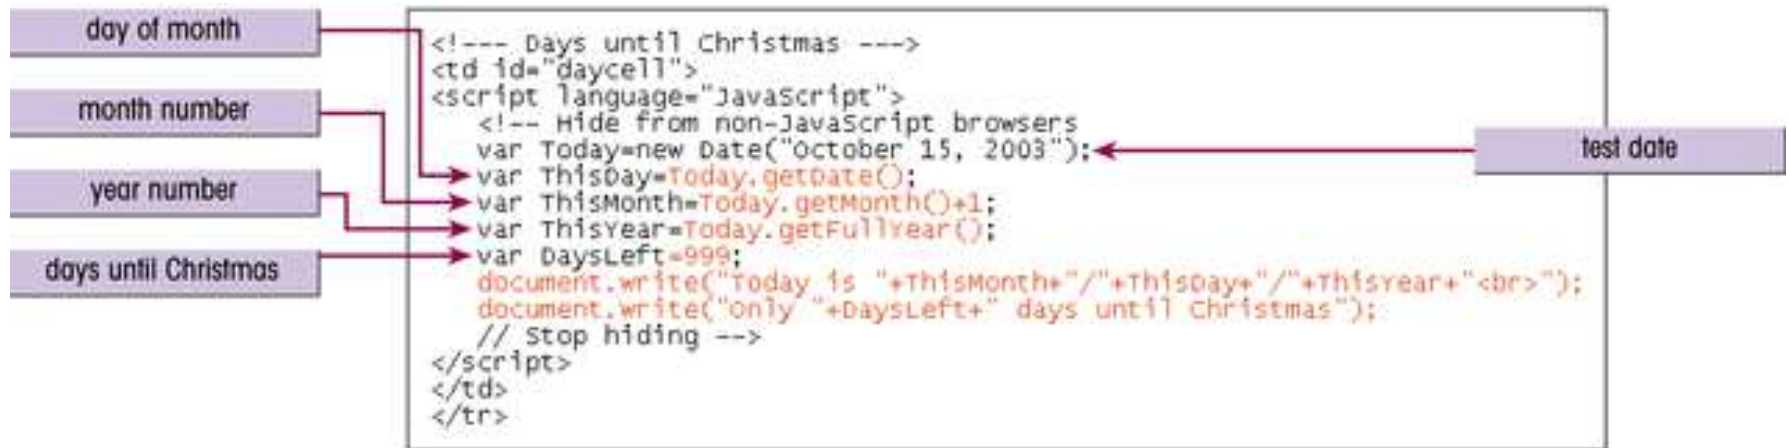 day of month
month number
year number
days until Christmas
<!--- Days until Christmas --->
<td id="daycell">
<script language="JavaScript">
<!-- Hide from non-JavaScript browsers
var Today=new Date("October 15, 2003");
var ThisDay=Today.getDate();
var ThisMonth=Today.getMonth()+1;
var ThisYear=Today.getFullYear();
var DaysLeft=999;
document.write("Today is "+ThisMonth+"/"+ThisDay+"/"+ThisYear+"<br>");
document.write("Only "+DaysLeft+" days until Christmas");
// Stop hiding -->
</script>
</td>
</tr>
test date